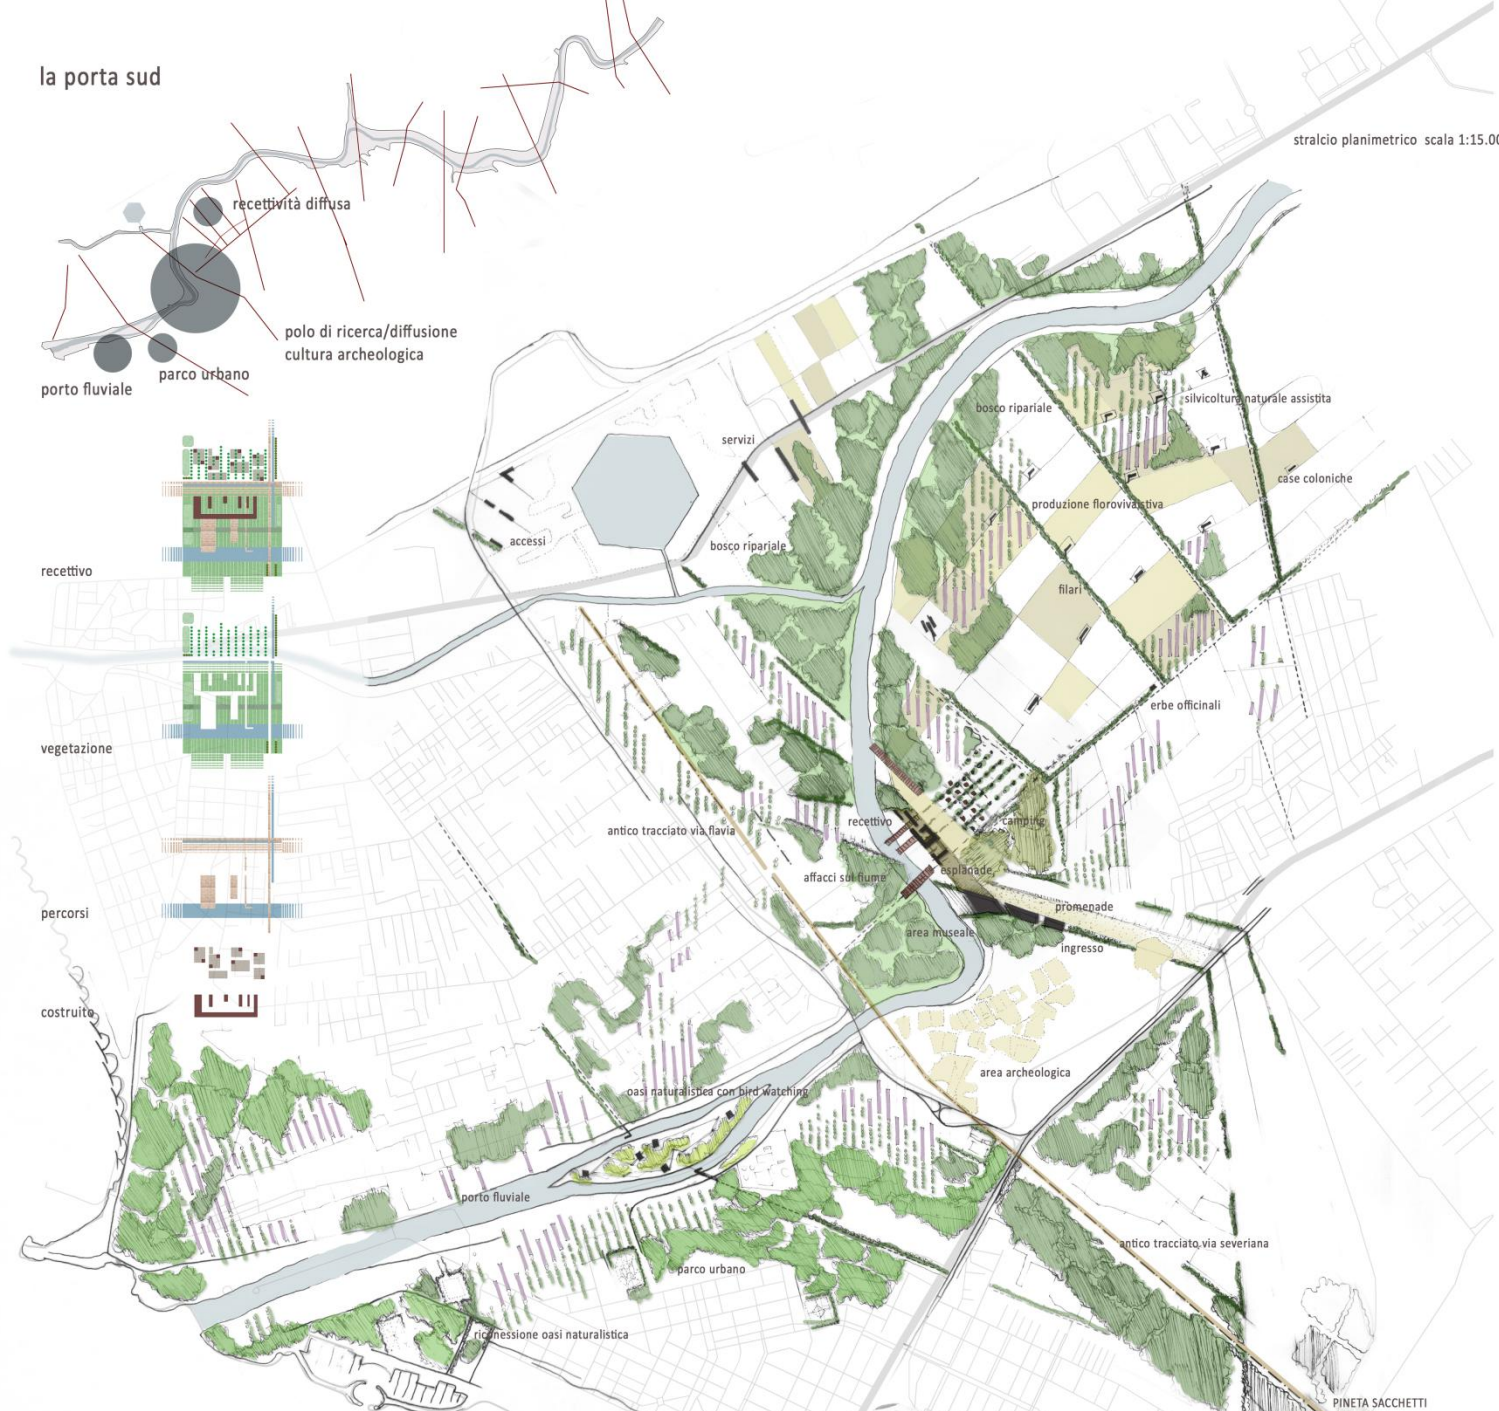 la porta sud
stralcio planimetrico scala 1:15.00
recettività diffusa
polo di ricerca/diffusione
cultura archeologica
parco urbano
porto fluviale
recettivo
vegetazione
percorsi
costruito
servizi
accessi
bosco ripariale
bosco ripariale
silvicoltura naturale assistita
case coloniche
produzione florovivaistiva
filari
erbe officinali
antico tracciato via flavia
recettivo
camping
affacci sul fiume
esplanade
promenade
area museale
ingresso
area archeologica
oasi naturalistica con bird watching
porto fluviale
parco urbano
antico tracciato via severiana
riconessione oasi naturalistica
PINETA SACCHETTI